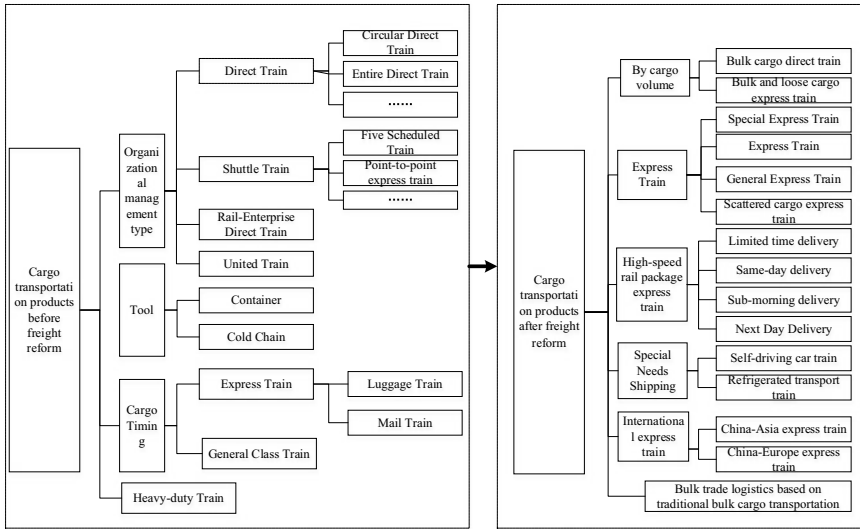 Cargo
transportati
on products
before
freight
reform
Organiz
ation
al
manag
ement
type
Direct Train
Circular Direct
Train
Entire Direct Train
······
Shuttle Train
Five Scheduled
Train
Point-to-point
express train
······
Rail-Enterprise
Direct Train
United Train
Tool
Container
Cold Chain
Cargo
Timin
g
Express Train
Luggage Train
Mail Train
General Class Train
Heavy-duty Train
Cargo
transportati
on products
after freight
reform
By cargo
volume
Bulk cargo direct train
Bulk and loose cargo
express train
Express
Train
Special Express Train
Express Train
General Express Train
Scattered cargo express
train
High-speed
rail package
express
train
Limited time delivery
Same-day delivery
Sub-morning delivery
Next Day Delivery
Special
Needs
Shipping
Self-driving car train
Refrigerated transport
train
Internation
al express
train
China-Asia express train
China-Europe express
train
Bulk trade logistics based on
traditional bulk cargo transportation